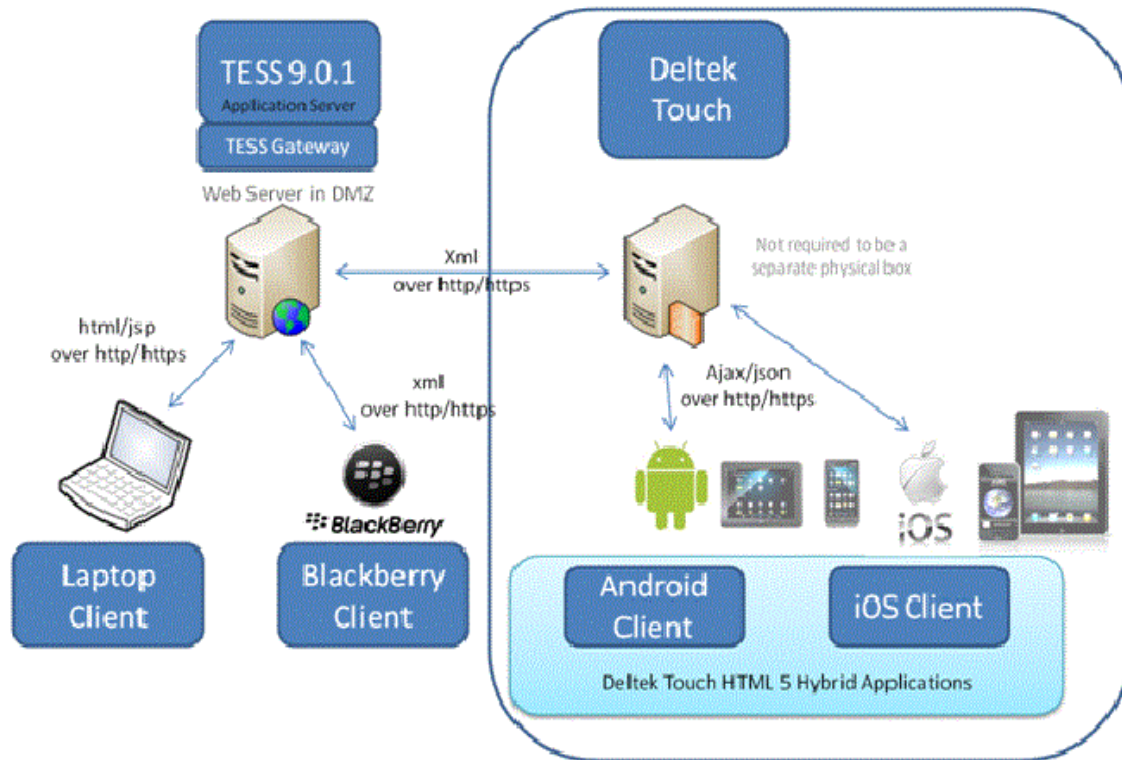 TESS 9.0.1
Application Server
TESS Gateway
Web Server in DMZ
Deltek
Touch
Not required to be a
separate physical box
Xml
over http/https
html/jsp
over http/https
xml
over http/https
Ajax/json
over http/https
BlackBerry
iOS
Laptop
Client
Blackberry
Client
Android
Client
iOS Client
Deltek Touch HTML 5 Hybrid Applications